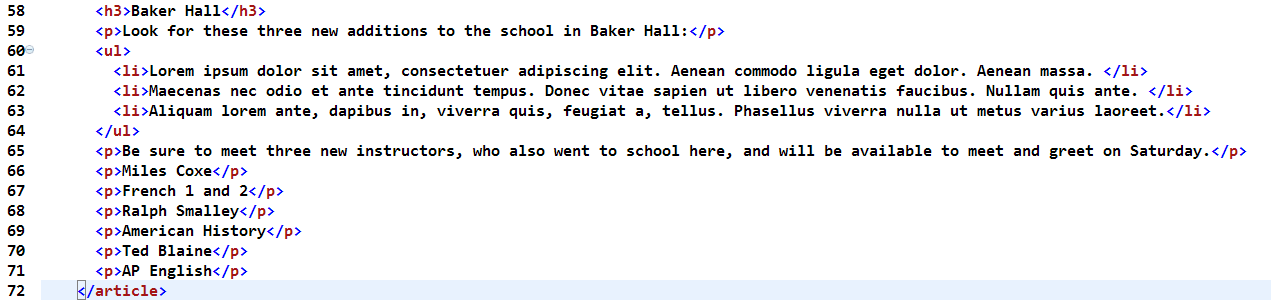 58 <h3>Baker Hall</h3>
59 <p>Look for these three new additions to the school in Baker Hall:</p>
60 <ul>
61 <li>Lorem ipsum dolor sit amet, consectetuer adipiscing elit. Aenean commodo ligula eget dolor. Aenean massa. </li>
62 <li>Maecenas nec odio et ante tincidunt tempus. Donec vitae sapien ut libero venenatis faucibus. Nullam quis ante. </li>
63 <li>Aliquam lorem ante, dapibus in, viverra quis, feugiat a, tellus. Phasellus viverra nulla ut metus varius laoreet.</li>
64 </ul>
65 <p>Be sure to meet three new instructors, who also went to school here, and will be available to meet and greet on Saturday.</p>
66 <p>Miles Coxe</p>
67 <p>French 1 and 2</p>
68 <p>Ralph Smalley</p>
69 <p>American History</p>
70 <p>Ted Blaine</p>
71 <p>AP English</p>
72 </article>